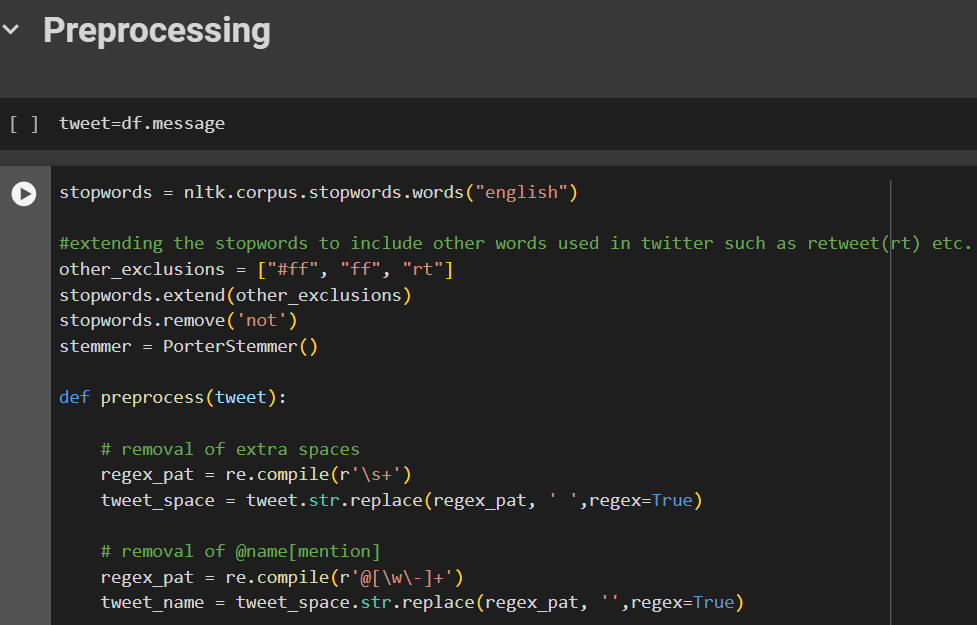 Preprocessing
[ ] tweet=df.message
stopwords = nltk.corpus.stopwords.words("english")
#extending the stopwords to include other words used in twitter such as retweet(rt) etc.
other_exclusions = ["#ff", "ff", "rt"]
stopwords.extend(other_exclusions)
stopwords.remove('not')
stemmer = PorterStemmer()
def preprocess(tweet):
# removal of extra spaces
regex_pat = re.compile(r'\s+')
tweet_space = tweet.str.replace(regex_pat, ' ',regex=True)
# removal of @name[mention]
regex_pat = re.compile(r'@[\w\-]+')
tweet_name = tweet_space.str.replace(regex_pat, '',regex=True)